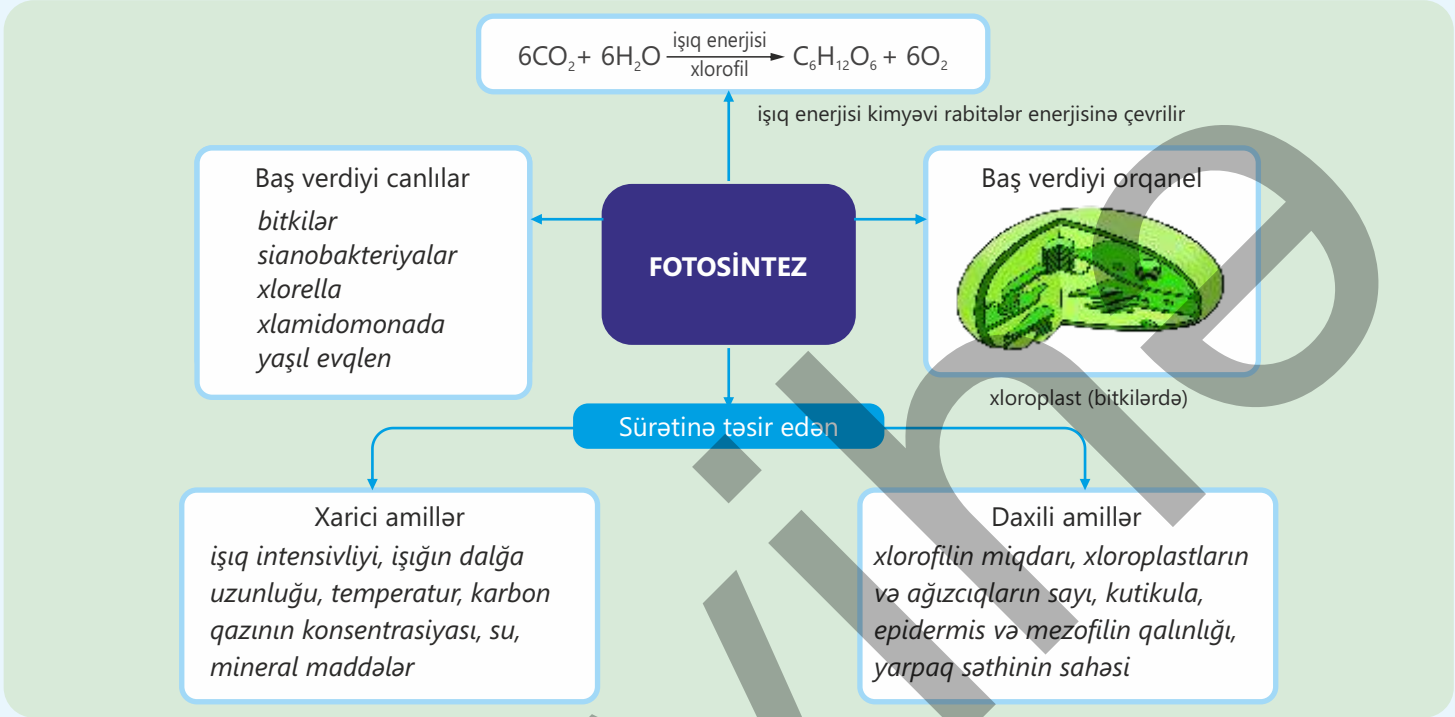 6CO₂+ 6H₂O işıq enerjisi xlorofil → C₆H₁₂O₆ + 6O₂
işıq enerjisi kimyəvi rabitələr enerjisinə çevrilir
Baş verdiyi canlılar
bitkilər
sianobakteriyalar
xlorella
xlamidomonada
yaşıl evqlen
FOTOSİNTEZ
Baş verdiyi orqanel
xloroplast (bitkilərdə)
Sürətinə təsir edən
Xarici amillər
işıq intensivliyi, işığın dalğa
uzunluğu, temperatur, karbon
qazının konsentrasiyası, su,
mineral maddələr
Daxili amillər
xlorofilin miqdarı, xloroplastların
və ağızcıqların sayı, kutikula,
epidermis və mezofilin qalınlığı,
yarpaq səthinin sahəsi